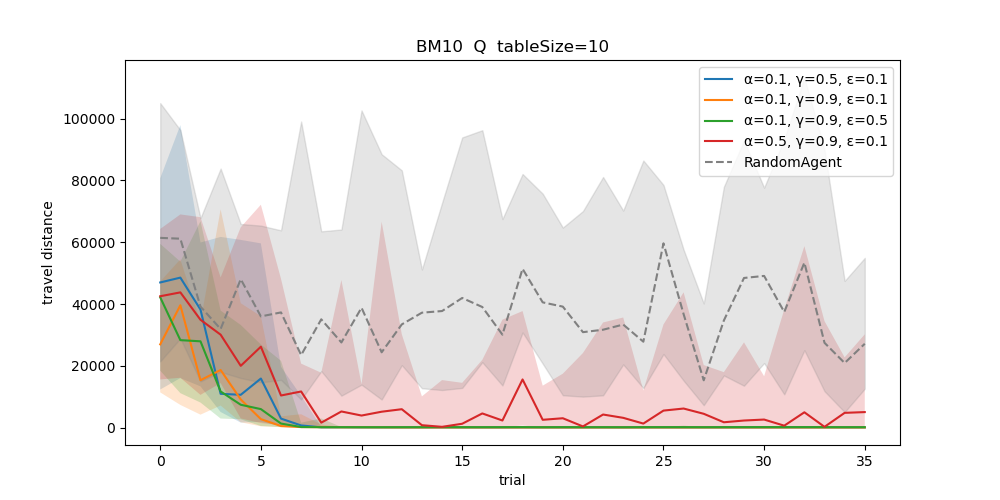 BM10  Q  tableSize=10
travel distance
100000
80000
60000
40000
20000
0
0 5 10 15 20 25 30 35
trial
α=0.1, γ=0.5, ε=0.1
α=0.1, γ=0.9, ε=0.1
α=0.1, γ=0.9, ε=0.5
α=0.5, γ=0.9, ε=0.1
RandomAgent